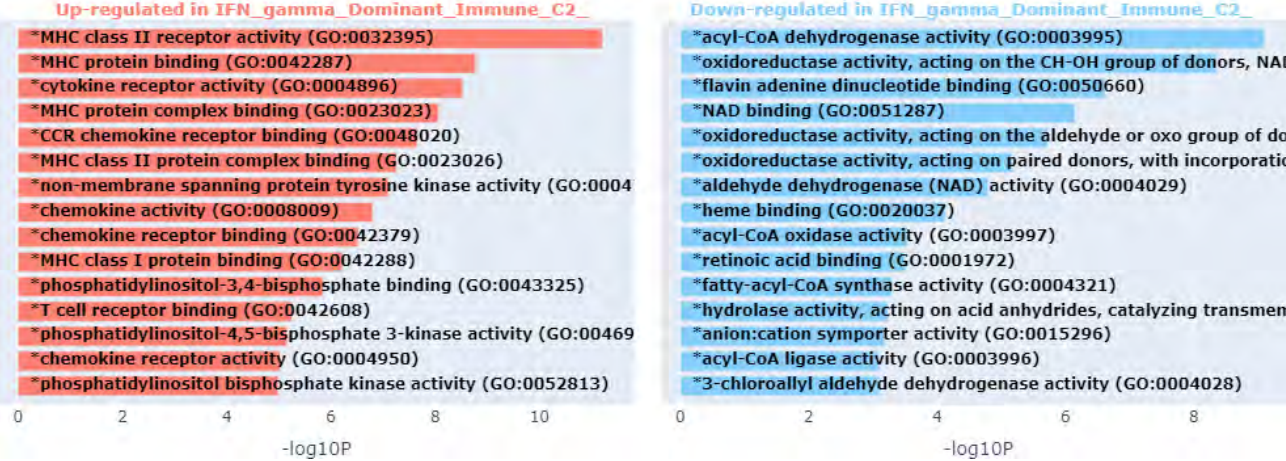 Up-regulated in IFN_gamma_Dominant_Immune_C2_
*MHC class II receptor activity (GO:0032395)
*MHC protein binding (GO:0042287)
*cytokine receptor activity (GO:0004896)
*MHC protein complex binding (GO:0023023)
*CCR chemokine receptor binding (GO:0048020)
*MHC class II protein complex binding (GO:0023026)
*non-membrane spanning protein tyrosine kinase activity (GO:0004
*chemokine activity (GO:0008009)
*chemokine receptor binding (GO:0042379)
*MHC class I protein binding (GO:0042288)
*phosphatidylinositol-3,4-bisphosphate binding (GO:0043325)
*T cell receptor binding (GO:0042608)
*phosphatidylinositol-4,5-bisphosphate 3-kinase activity (GO:00469
*chemokine receptor activity (GO:0004950)
*phosphatidylinositol bisphosphate kinase activity (GO:0052813)
0 2 4 6 8 10
-log10P
Down-regulated in IFN_gamma_Dominant_Immune_C2_
*acyl-CoA dehydrogenase activity (GO:0003995)
*oxidoreductase activity, acting on the CH-OH group of donors, NAD
*flavin adenine dinucleotide binding (GO:0050660)
*NAD binding (GO:0051287)
*oxidoreductase activity, acting on the aldehyde or oxo group of do
*oxidoreductase activity, acting on paired donors, with incorporatio
*aldehyde dehydrogenase (NAD) activity (GO:0004029)
*heme binding (GO:0020037)
*acyl-CoA oxidase activity (GO:0003997)
*retinoic acid binding (GO:0001972)
*fatty-acyl-CoA synthase activity (GO:0004321)
*hydrolase activity, acting on acid anhydrides, catalyzing transmem
*anion:cation symporter activity (GO:0015296)
*acyl-CoA ligase activity (GO:0003996)
*3-chloroallyl aldehyde dehydrogenase activity (GO:0004028)
0 2 4 6 8
-log10P